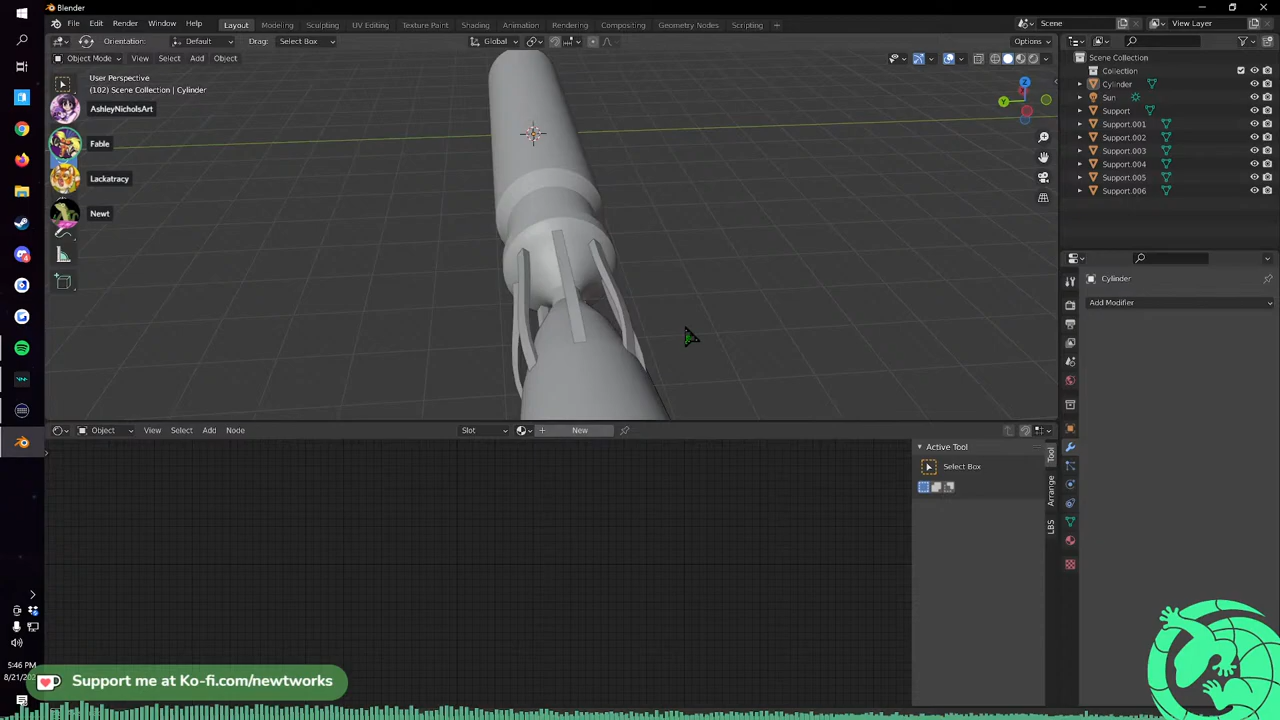 Blender
File Edit Render Window Help Layout Modeling Sculpting UV Editing Texture Paint Shading Animation Rendering Compositing Geometry Nodes Scripting + Scene View Layer
Orientation: Default Drag: Select Box Global Options
Object Mode View Select Add Object Scene Collection
User Perspective Collection
(102) Scene Collection | Cylinder Cylinder
Sun
AshleyNicholsArt Support
Support.001
Fable Support.002
Support.003
Support.004
Lackatracy Support.005
Support.006
Newt
Y
Z
Cylinder
Add Modifier
Object View Select Add Node Slot New
Active Tool
Select Box
Tool
Arrange
LBS
5:46 PM
Support me at Ko-fi.com/newtworks